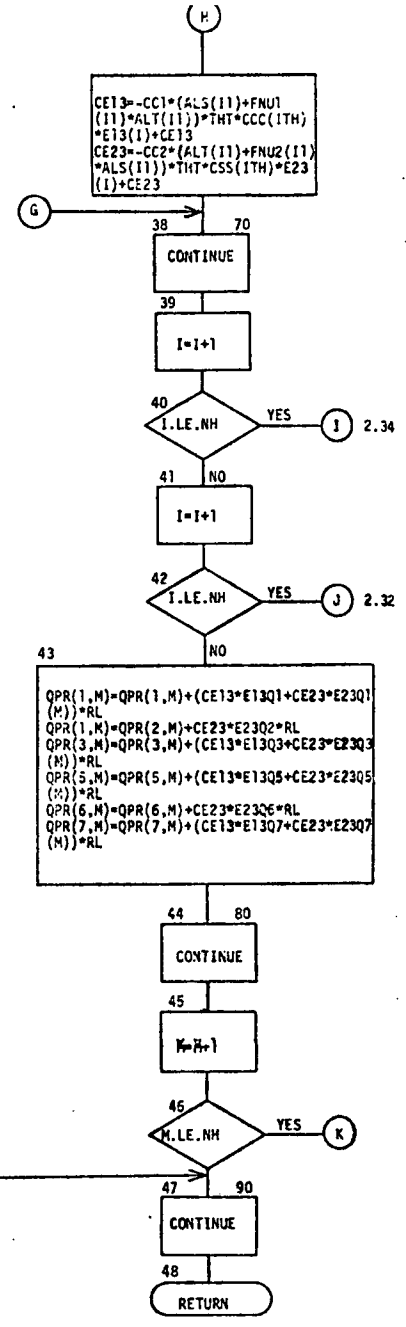 H
CE13=-CC1*(ALS(I1)+FNU1
(I1)*ALT(I1))*THT*CCC(ITH)
*E13(I)+CE13
CE23=-CC2*(ALT(I1)+FNU2(I1)
*ALS(I1))*THT*CSS(ITH)*E23
(I)+CE23
G
38 70
CONTINUE
39
I=I+1
40
I.LE.NH YES I 2.34
41 NO
I=I+1
42
I.LE.NH YES J 2.32
43 NO
QPR(1,M)=QPR(1,M)+(CE13*E13Q1+CE23*E23Q1
(M))*RL
QPR(1,M)=QPR(2,M)+CE23*E23Q2*RL
QPR(3,M)=QPR(3,M)+(CE13*E13Q3+CE23*E23Q3
(M))*RL
QPR(5,M)=QPR(5,M)+(CE13*E13Q5+CE23*E23Q5
(M))*RL
QPR(6,M)=QPR(6,M)+CE23*E23Q6*RL
QPR(7,M)=QPR(7,M)+(CE13*E13Q7+CE23*E23Q7
(M))*RL
44 80
CONTINUE
45
M=M+1
46
M.LE.NH YES K
47 90
CONTINUE
48
RETURN